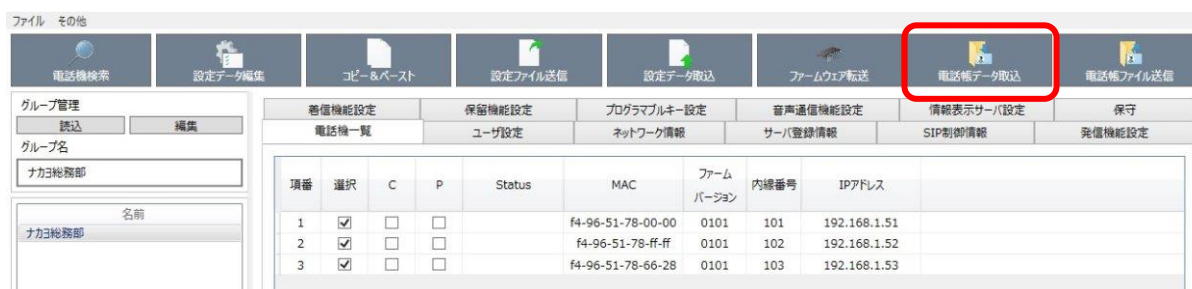 ファイル その他
電話機検索 設定データ編集 コピー&ペースト 設定ファイル送信 設定データ取込 ファームウェア転送 電話帳データ取込 電話帳ファイル送信
グループ管理
読込 編集
グループ名
ナカヨ総務部
名前
ナカヨ総務部
着信機能設定 保留機能設定 プログラマブルキー設定 音声通信機能設定 情報表示サーバ設定 保守
電話機一覧 ユーザ設定 ネットワーク情報 サーバ登録情報 SIP制御情報 発信機能設定
項番 選択 C P Status MAC ファームバージョン 内線番号 IPアドレス
1 f4-96-51-78-00-00 0101 101 192.168.1.51
2 f4-96-51-78-ff-ff 0101 102 192.168.1.52
3 f4-96-51-78-66-28 0101 103 192.168.1.53